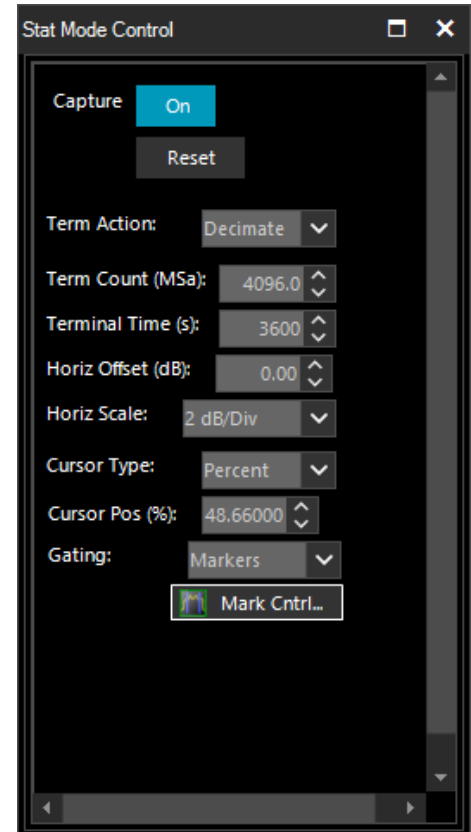 Stat Mode Control
Capture On
Reset
Term Action: Decimate
Term Count (MSa): 4096.0
Terminal Time (s): 3600
Horiz Offset (dB): 0.00
Horiz Scale: 2 dB/Div
Cursor Type: Percent
Cursor Pos (%): 48.66000
Gating: Markers
Mark Cntrl...